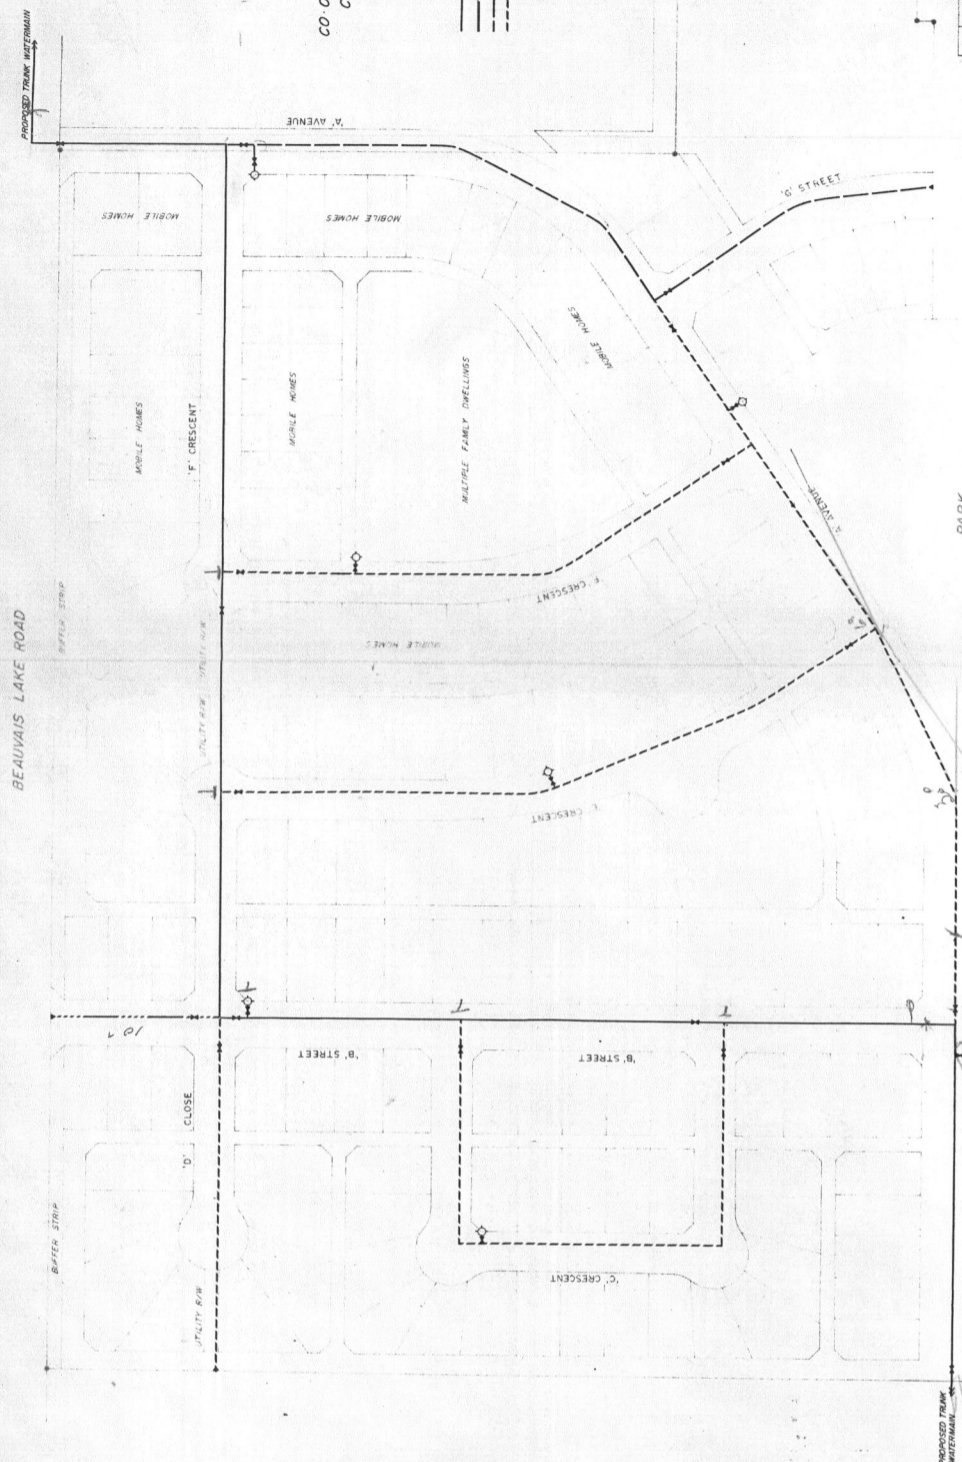 PROPOSED TRUNK WATERMAIN
CO-O
C
'A' AVENUE
MOBILE HOMES
MOBILE HOMES
'G' STREET
MOBILE HOMES
MOBILE HOMES
'F' CRESCENT
MOBILE HOMES
MULTIPLE FAMILY DWELLINGS
'A' AVENUE
PARK
BEAUVAIS LAKE ROAD
BUFFER STRIP
UTILITY R/W
UTILITY R/W
'F' CRESCENT
MOBILE HOMES
'E' CRESCENT
'B' STREET
'B' STREET
'D' CLOSE
BUFFER STRIP
UTILITY R/W
'C' CRESCENT
PROPOSED TRUNK
WATERMAIN